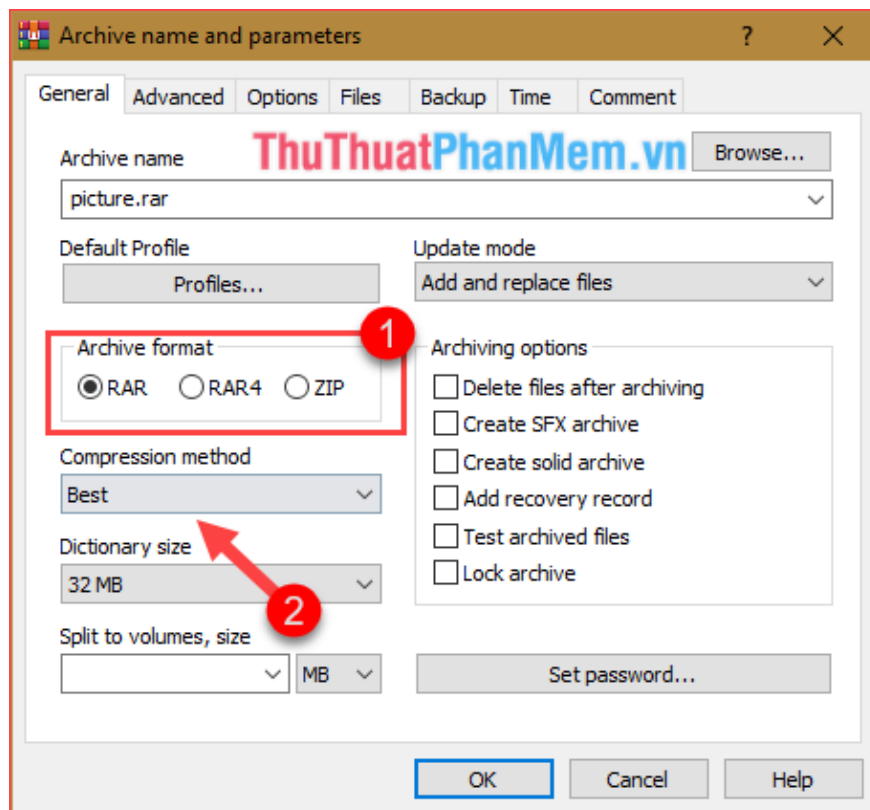 Archive name and parameters ? ×
General Advanced Options Files Backup Time Comment
ThuThuatPhanMem.vn
Archive name Browse...
picture.rar
Default Profile Update mode
Profiles... Add and replace files
1
Archive format Archiving options
RAR RAR4 ZIP Delete files after archiving
Create SFX archive
Compression method Create solid archive
Best Add recovery record
Dictionary size Test archived files
32 MB Lock archive
2
Split to volumes, size
MB Set password...
OK Cancel Help